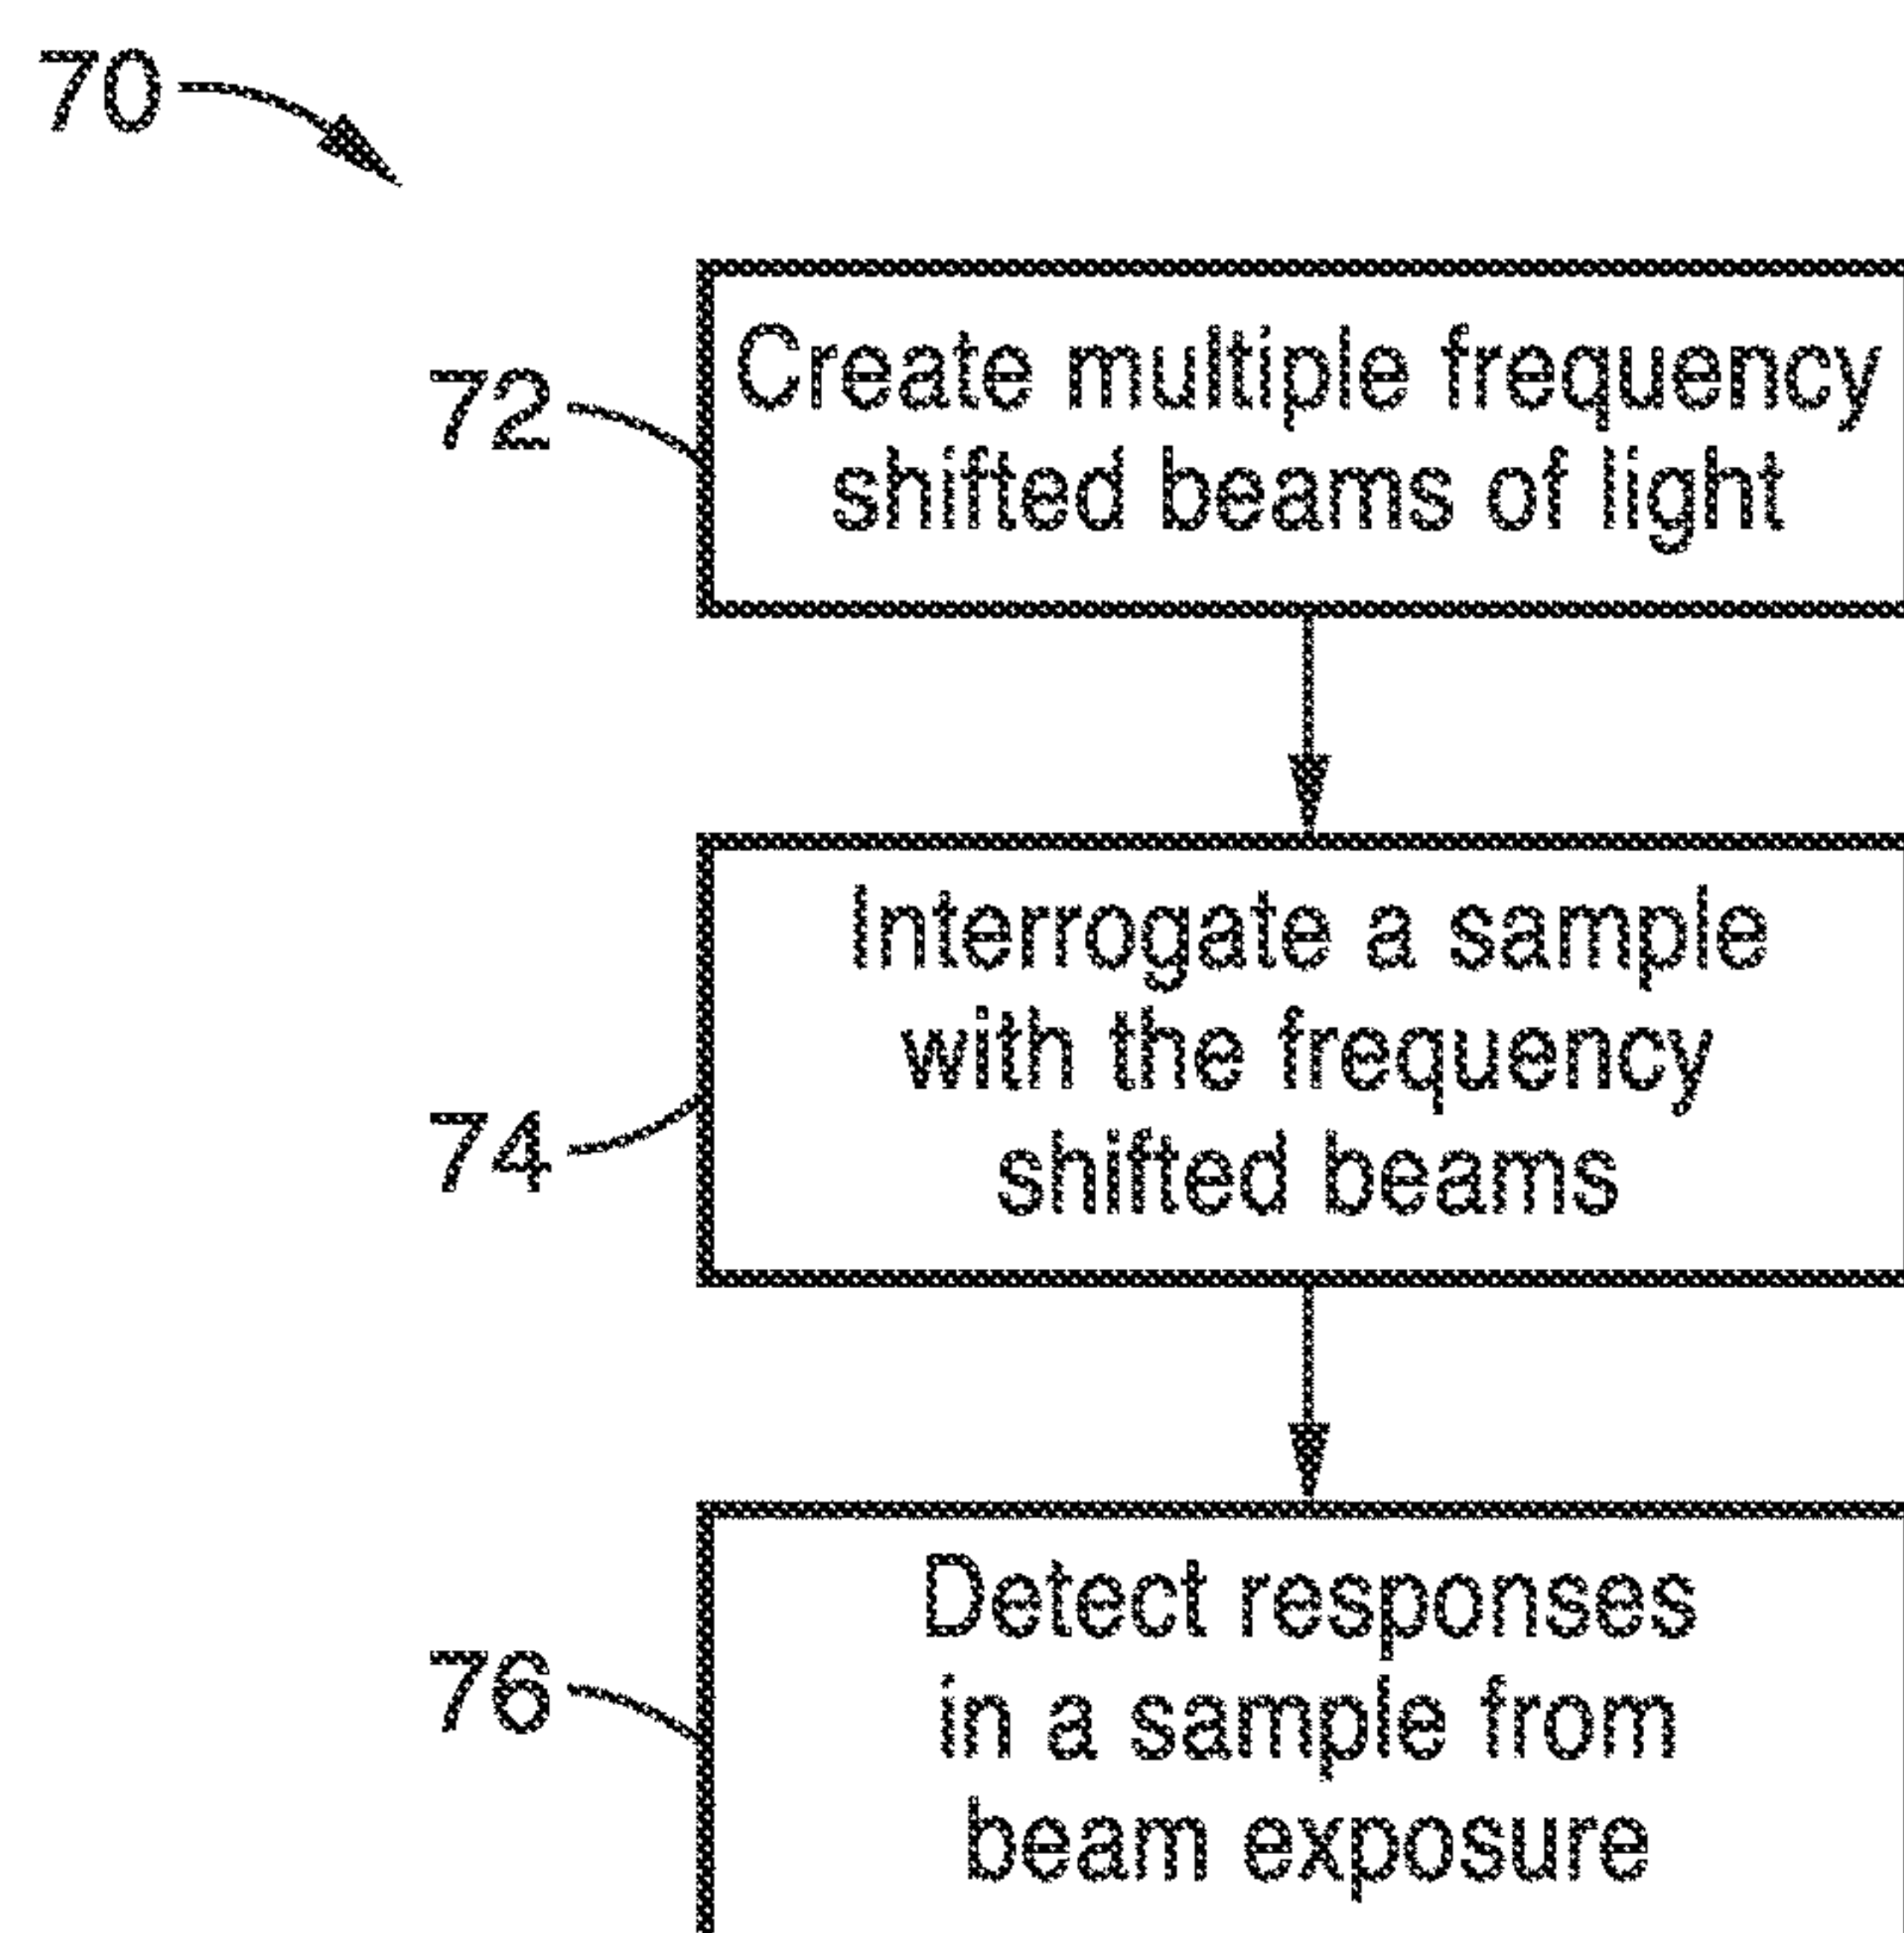 70
72
Create multiple frequency
shifted beams of light
74
Interrogate a sample
with the frequency
shifted beams
76
Detect responses
in a sample from
beam exposure